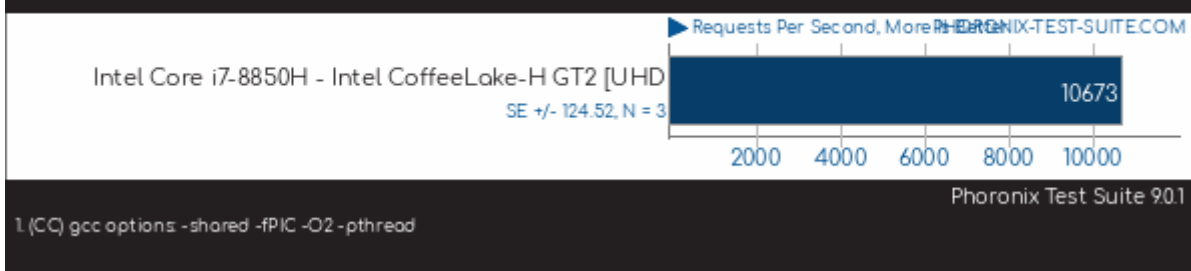 Requests Per Second, More Is Better
PHORONIX-TEST-SUITE.COM
Intel Core i7-8850H - Intel CoffeeLake-H GT2 [UHD
10673
SE +/- 124.52, N = 3
2000 4000 6000 8000 10000
Phoronix Test Suite 9.0.1
1. (CC) gcc options: -shared -fPIC -O2 -pthread